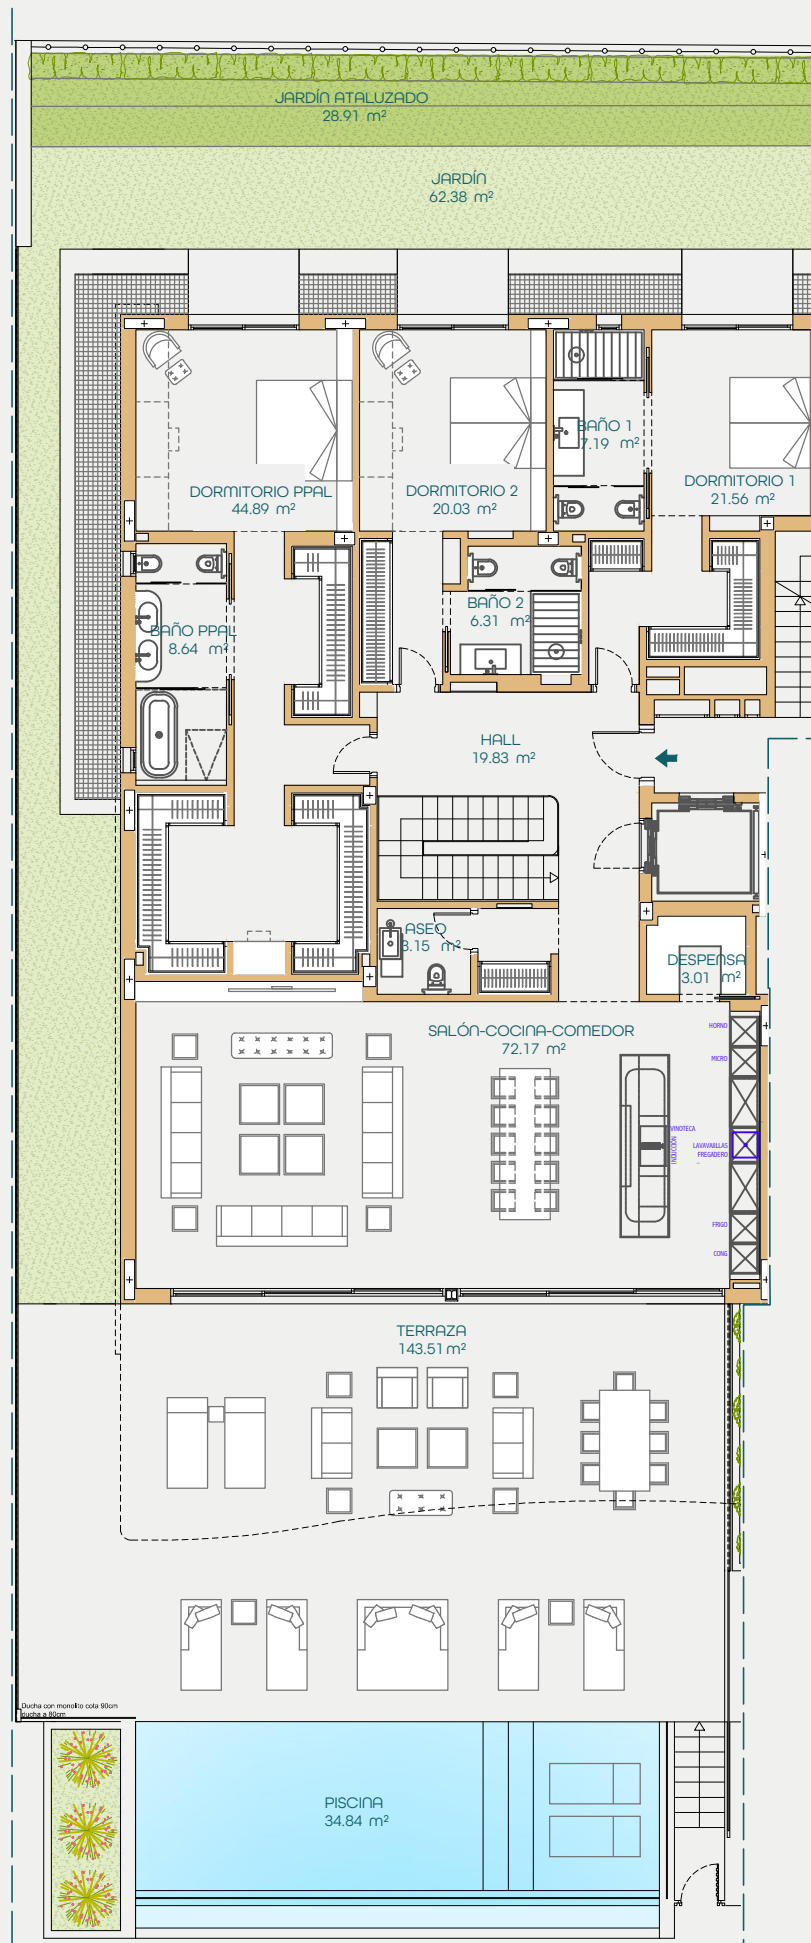 JARDÍN ATALUZADO
28.91 m²
JARDÍN
62.38 m²
BAÑO 1
7.19 m²
DORMITORIO PPAL
44.89 m²
DORMITORIO 2
20.03 m²
DORMITORIO 1
21.56 m²
BAÑO 2
6.31 m²
BAÑO PPAL
8.64 m²
HALL
19.83 m²
ASEO
3.15 m²
DESPENSA
3.01 m²
SALÓN-COCINA-COMEDOR
72.17 m²
HORNO
MICRO
VINOTECA
INDUCCIÓN
LAVAVAJILLAS
FREGADERO
FRIGO
CONG
TERRAZA
143.51 m²
Ducha con monolito cota 90cm
ducha a 80cm
PISCINA
34.84 m²